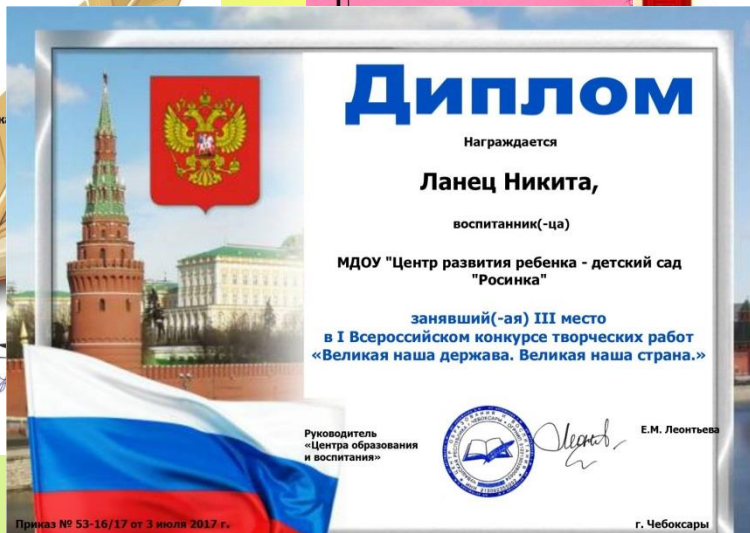 Диплом
Награждается
Ланец Никита,
воспитанник(-ца)
МДОУ "Центр развития ребенка - детский сад
"Росинка"
занявший(-ая) III место
в I Всероссийском конкурсе творческих работ
«Великая наша держава. Великая наша страна.»
Руководитель
«Центра образования
и воспитания»
Е.М. Леонтьева
Приказ № 53-16/17 от 3 июля 2017 г.
г. Чебоксары